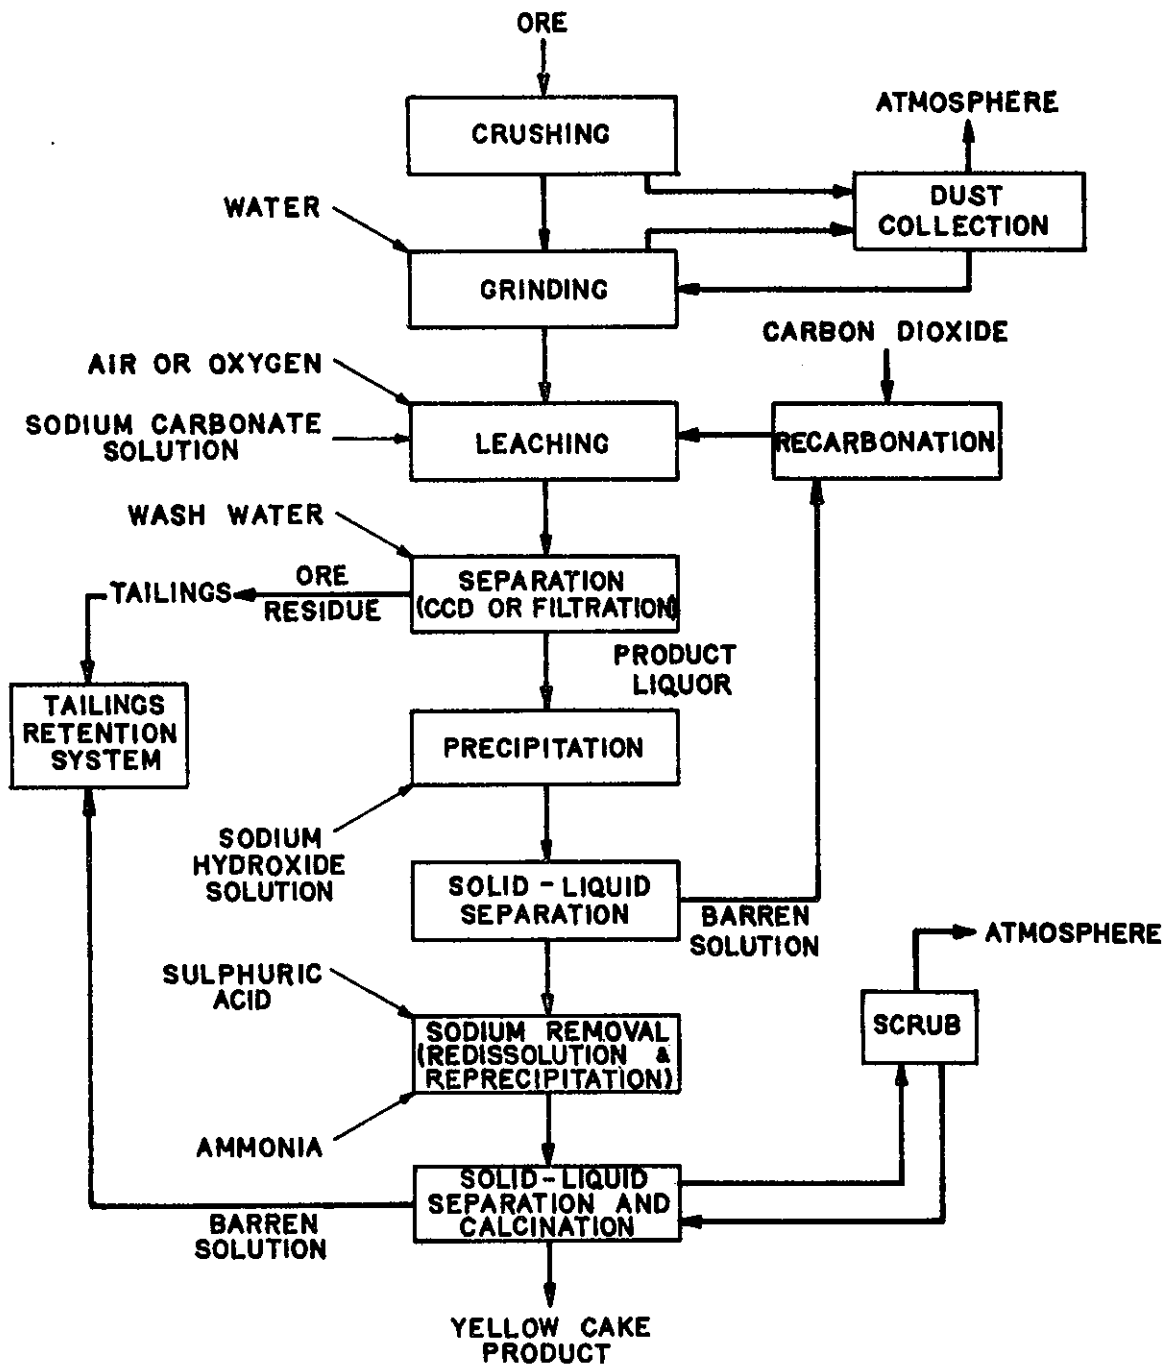 ORE
CRUSHING
ATMOSPHERE
DUST
COLLECTION
WATER
GRINDING
CARBON DIOXIDE
AIR OR OXYGEN
SODIUM CARBONATE
SOLUTION
LEACHING
RECARBONATION
WASH WATER
SEPARATION
(CCD OR FILTRATION)
ORE
RESIDUE
TAILINGS
PRODUCT
LIQUOR
TAILINGS
RETENTION
SYSTEM
PRECIPITATION
SODIUM
HYDROXIDE
SOLUTION
SOLID-LIQUID
SEPARATION
BARREN
SOLUTION
ATMOSPHERE
SULPHURIC
ACID
SCRUB
SODIUM REMOVAL
(REDISSOLUTION &
REPRECIPITATION)
AMMONIA
SOLID-LIQUID
SEPARATION AND
CALCINATION
BARREN
SOLUTION
YELLOW CAKE
PRODUCT